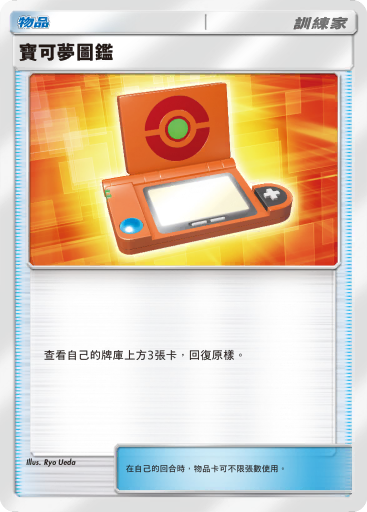 物品
訓練家
寶可夢圖鑑
查看自己的牌庫上方3張卡，回復原樣。
Illus. Ryo Ueda
在自己的回合時，物品卡可不限張數使用。